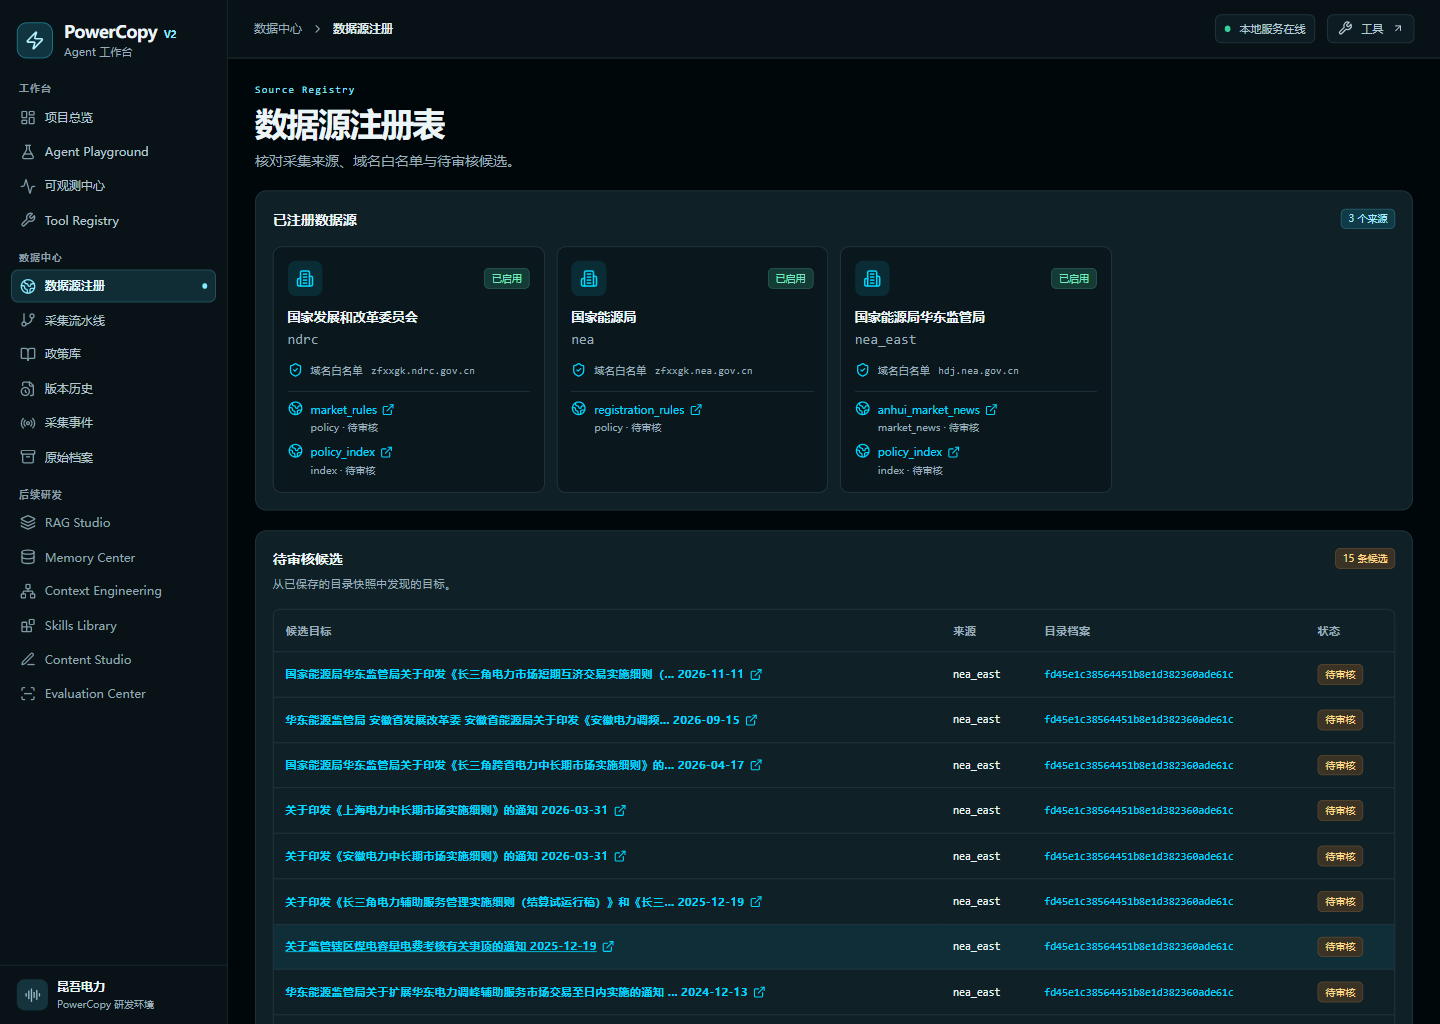 PowerCopy V2
Agent 工作台
工作台
项目总览
Agent Playground
可观测中心
Tool Registry
数据中心
数据源注册
采集流水线
政策库
版本历史
采集事件
原始档案
后续研发
RAG Studio
Memory Center
Context Engineering
Skills Library
Content Studio
Evaluation Center
昆吾电力
PowerCopy 研发环境
数据中心 > 数据源注册
本地服务在线
工具
Source Registry
数据源注册表
核对采集来源、域名白名单与待审核候选。
已注册数据源
3 个来源
已启用
国家发展和改革委员会
ndrc
域名白名单 zfxxgk.ndrc.gov.cn
market_rules
policy · 待审核
policy_index
index · 待审核
已启用
国家能源局
nea
域名白名单 zfxxgk.nea.gov.cn
registration_rules
policy · 待审核
已启用
国家能源局华东监管局
nea_east
域名白名单 hdj.nea.gov.cn
anhui_market_news
market_news · 待审核
policy_index
index · 待审核
待审核候选
15 条候选
从已保存的目录快照中发现的目标。
候选目标 来源 目录档案 状态
国家能源局华东监管局关于印发《长三角电力市场短期互济交易实施细则（... 2026-11-11 nea_east fd45e1c38564451b8e1d382360ade61c 待审核
华东能源监管局 安徽省发展改革委 安徽省能源局关于印发《安徽电力调频... 2026-09-15 nea_east fd45e1c38564451b8e1d382360ade61c 待审核
国家能源局华东监管局关于印发《长三角跨省电力中长期市场实施细则》的... 2026-04-17 nea_east fd45e1c38564451b8e1d382360ade61c 待审核
关于印发《上海电力中长期市场实施细则》的通知 2026-03-31 nea_east fd45e1c38564451b8e1d382360ade61c 待审核
关于印发《安徽电力中长期市场实施细则》的通知 2026-03-31 nea_east fd45e1c38564451b8e1d382360ade61c 待审核
关于印发《长三角电力辅助服务管理实施细则（结算试运行稿）》和《长三... 2025-12-19 nea_east fd45e1c38564451b8e1d382360ade61c 待审核
关于监管辖区煤电容量电费考核有关事项的通知 2025-12-19 nea_east fd45e1c38564451b8e1d382360ade61c 待审核
华东能源监管局关于扩展华东电力调峰辅助服务市场交易至日内实施的通知 ... 2024-12-13 nea_east fd45e1c38564451b8e1d382360ade61c 待审核